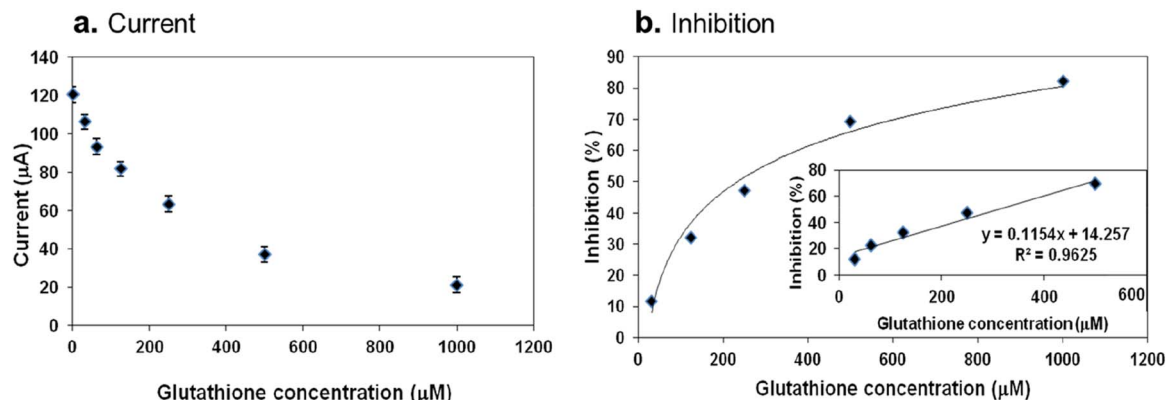 a. Current
140
120
100
80
60
40
20
0
Current (µA)
0 200 400 600 800 1000 1200
Glutathione concentration (µM)
b. Inhibition
90
80
70
60
50
40
30
20
10
0
Inhibition (%)
0 200 400 600 800 1000 1200
Glutathione concentration (µM)
80
60
40
20
0
Inhibition (%)
y = 0.1154x + 14.257
R² = 0.9625
0 200 400 600
Glutathione concentration (µM)